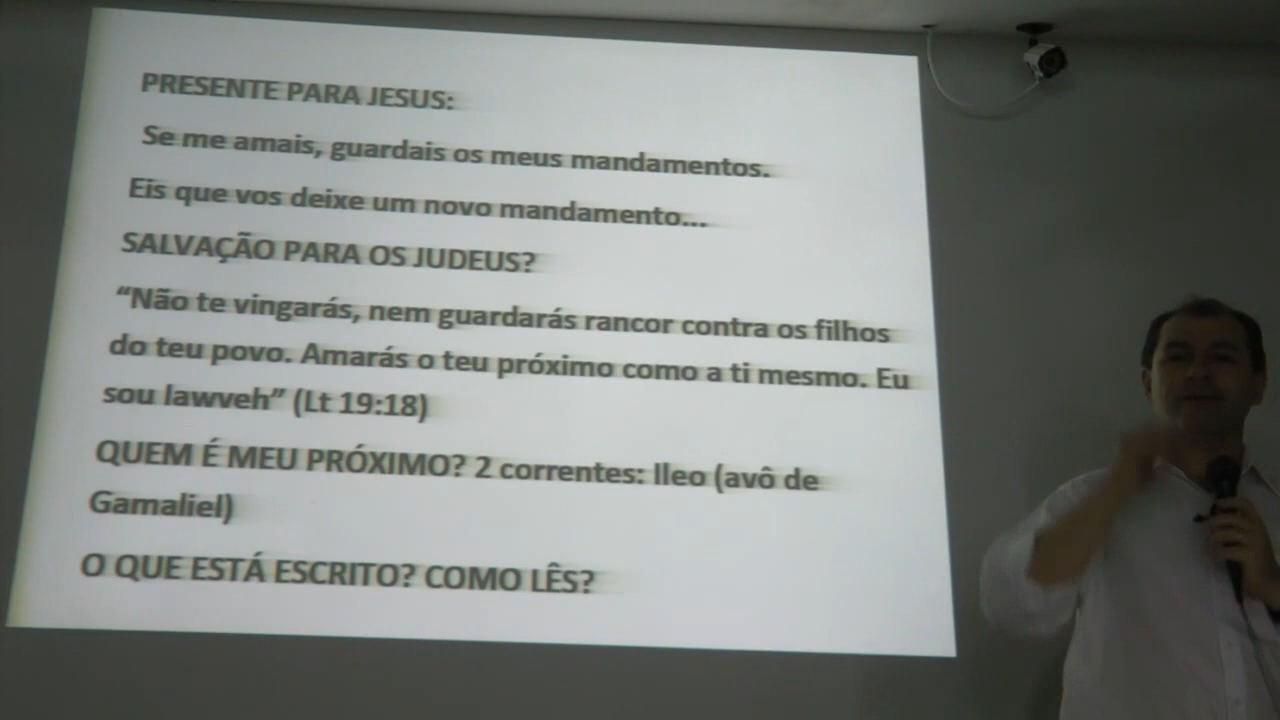 PRESENTE PARA JESUS:
Se me amais, guardais os meus mandamentos.
Eis que vos deixe um novo mandamento...
SALVAÇÃO PARA OS JUDEUS?
“Não te vingarás, nem guardarás rancor contra os filhos
do teu povo. Amarás o teu próximo como a ti mesmo. Eu
sou Iawveh” (Lt 19:18)
QUEM É MEU PRÓXIMO? 2 correntes: Ileo (avô de
Gamaliel)
O QUE ESTÁ ESCRITO? COMO LÊS?